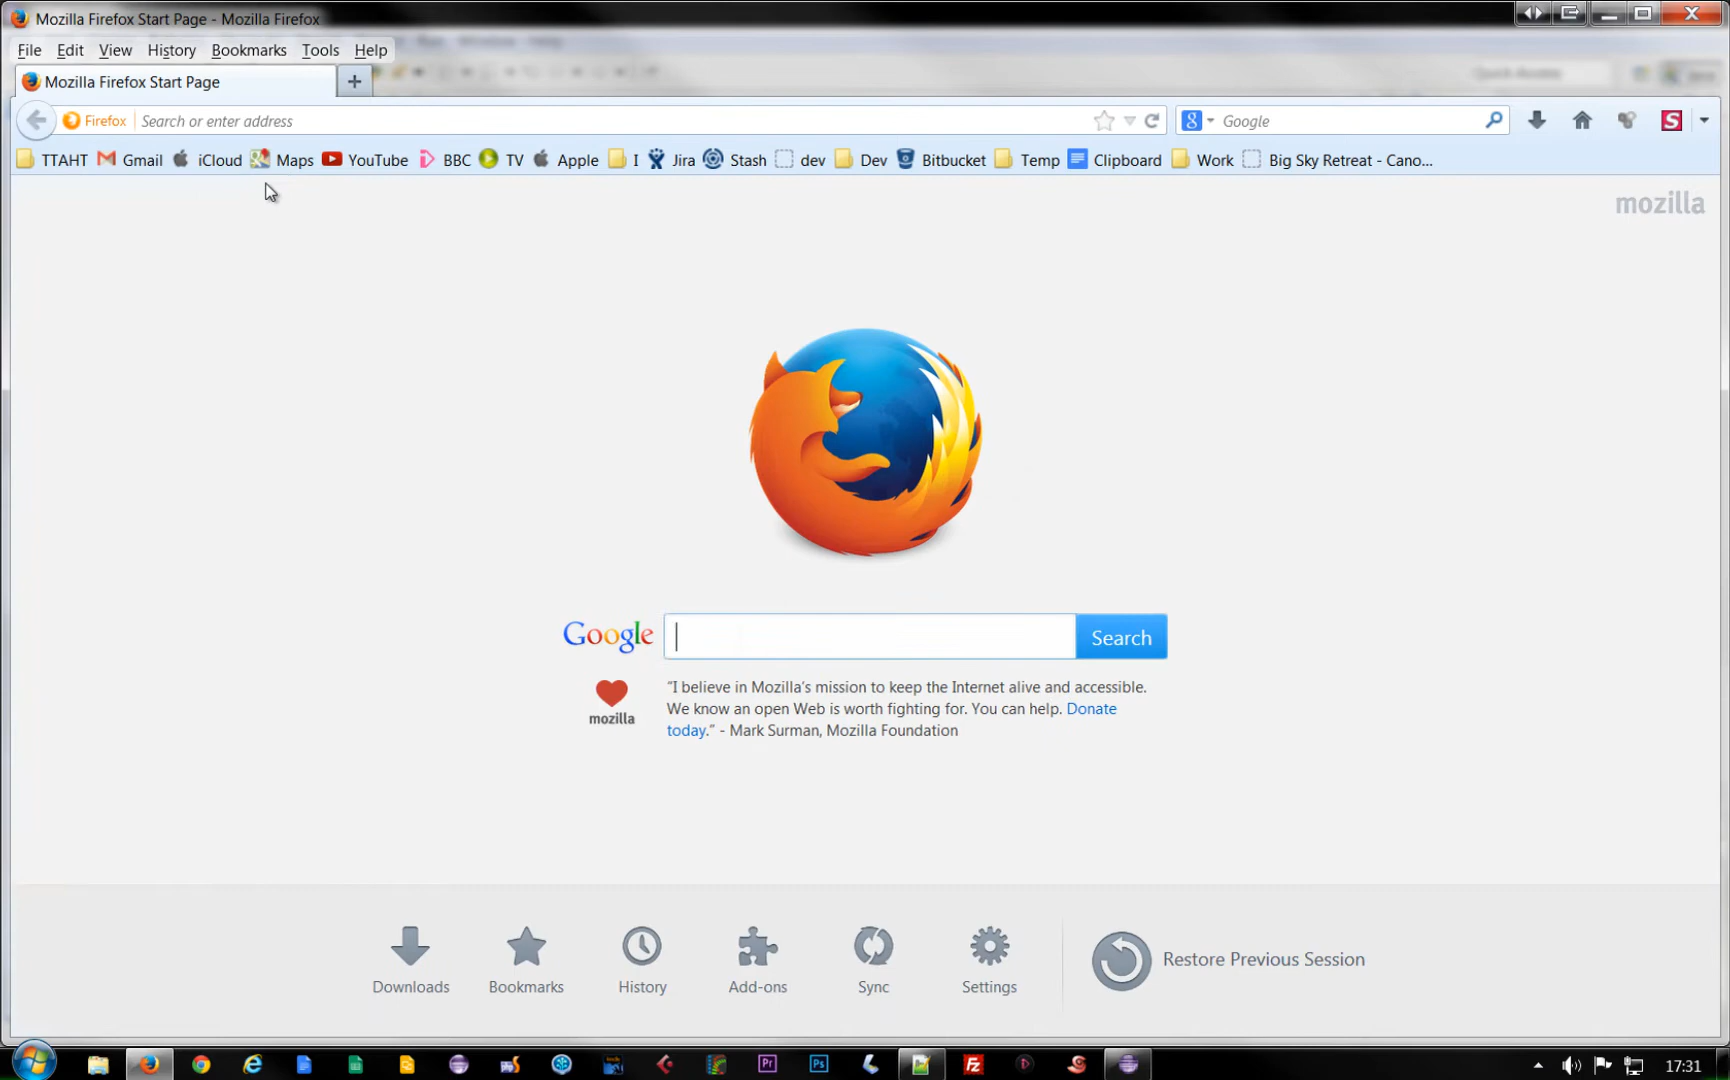 Mozilla Firefox Start Page - Mozilla Firefox
File Edit View History Bookmarks Tools Help
Mozilla Firefox Start Page
Firefox Search or enter address Google
TTAHT Gmail iCloud Maps YouTube BBC TV Apple I Jira Stash dev Dev Bitbucket Temp Clipboard Work Big Sky Retreat - Cano...
mozilla
Google Search
mozilla
“I believe in Mozilla’s mission to keep the Internet alive and accessible.
We know an open Web is worth fighting for. You can help. Donate
today.” - Mark Surman, Mozilla Foundation
Downloads Bookmarks History Add-ons Sync Settings Restore Previous Session
17:31